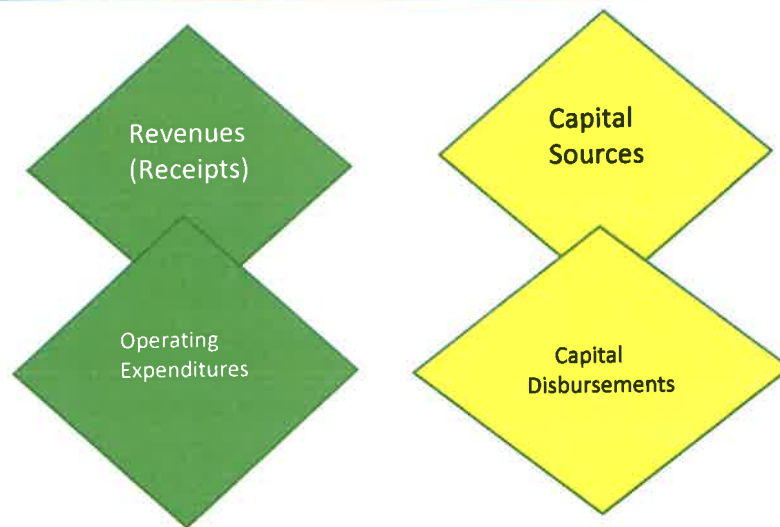 Revenues
(Receipts)
Capital
Sources
Operating
Expenditures
Capital
Disbursements